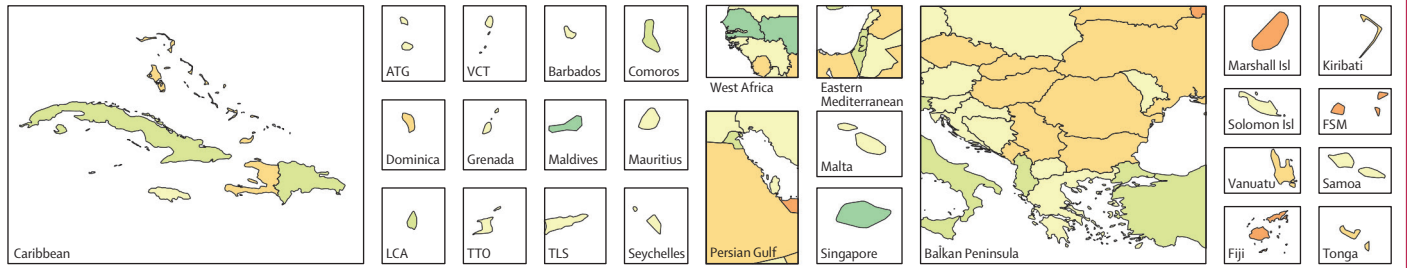 Caribbean
ATG
VCT
Barbados
Comoros
Dominica
Grenada
Maldives
Mauritius
LCA
TTO
TLS
Seychelles
West Africa
Eastern
Mediterranean
Persian Gulf
Malta
Singapore
Balkan Peninsula
Marshall Isl
Kiribati
Solomon Isl
FSM
Vanuatu
Samoa
Fiji
Tonga